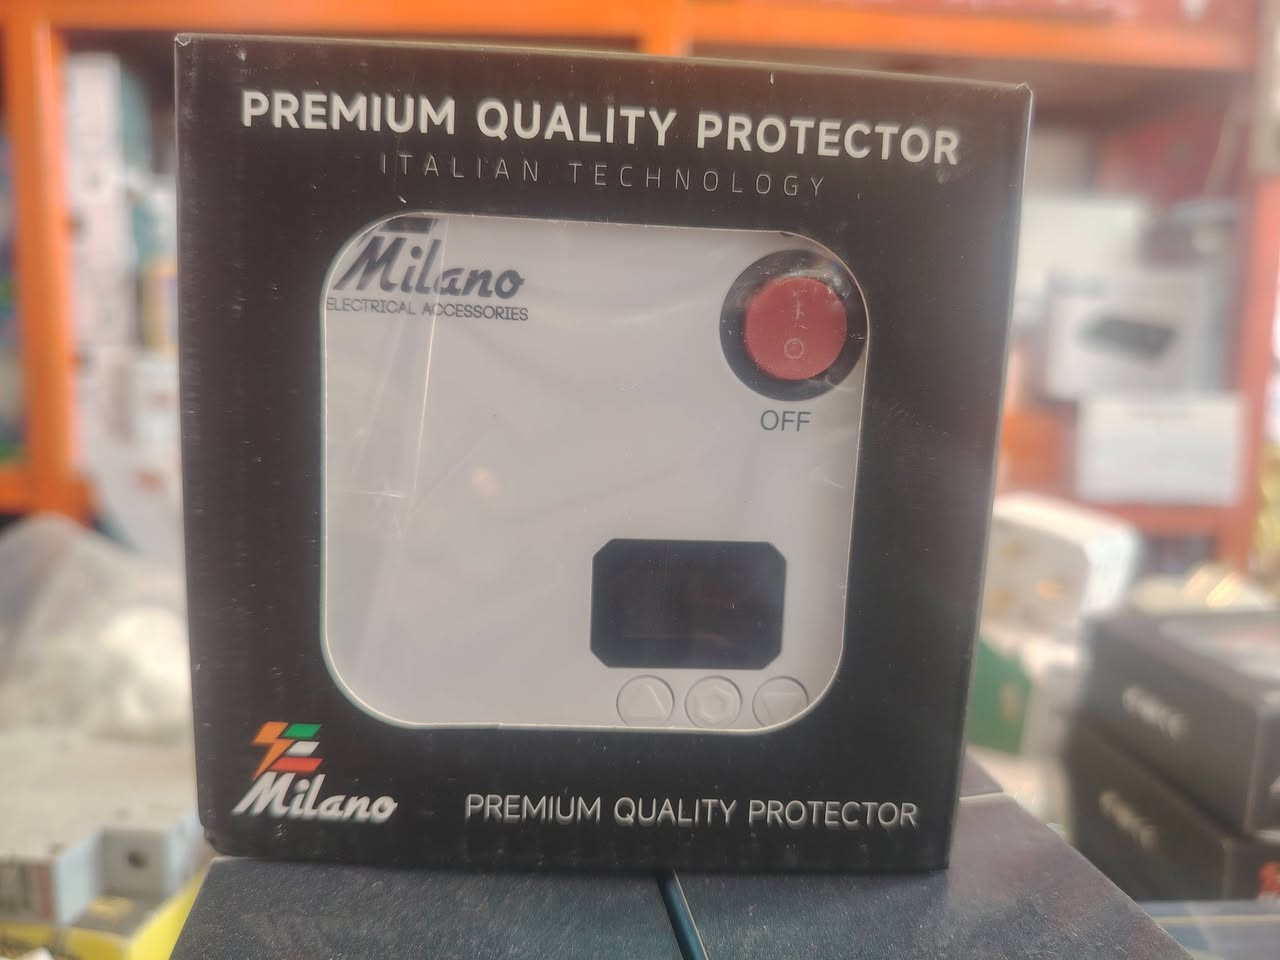 PREMIUM QUALITY PROTECTOR
ITALIAN TECHNOLOGY
Milano
ELECTRICAL ACCESSORIES
OFF
Milano
PREMIUM QUALITY PROTECTOR